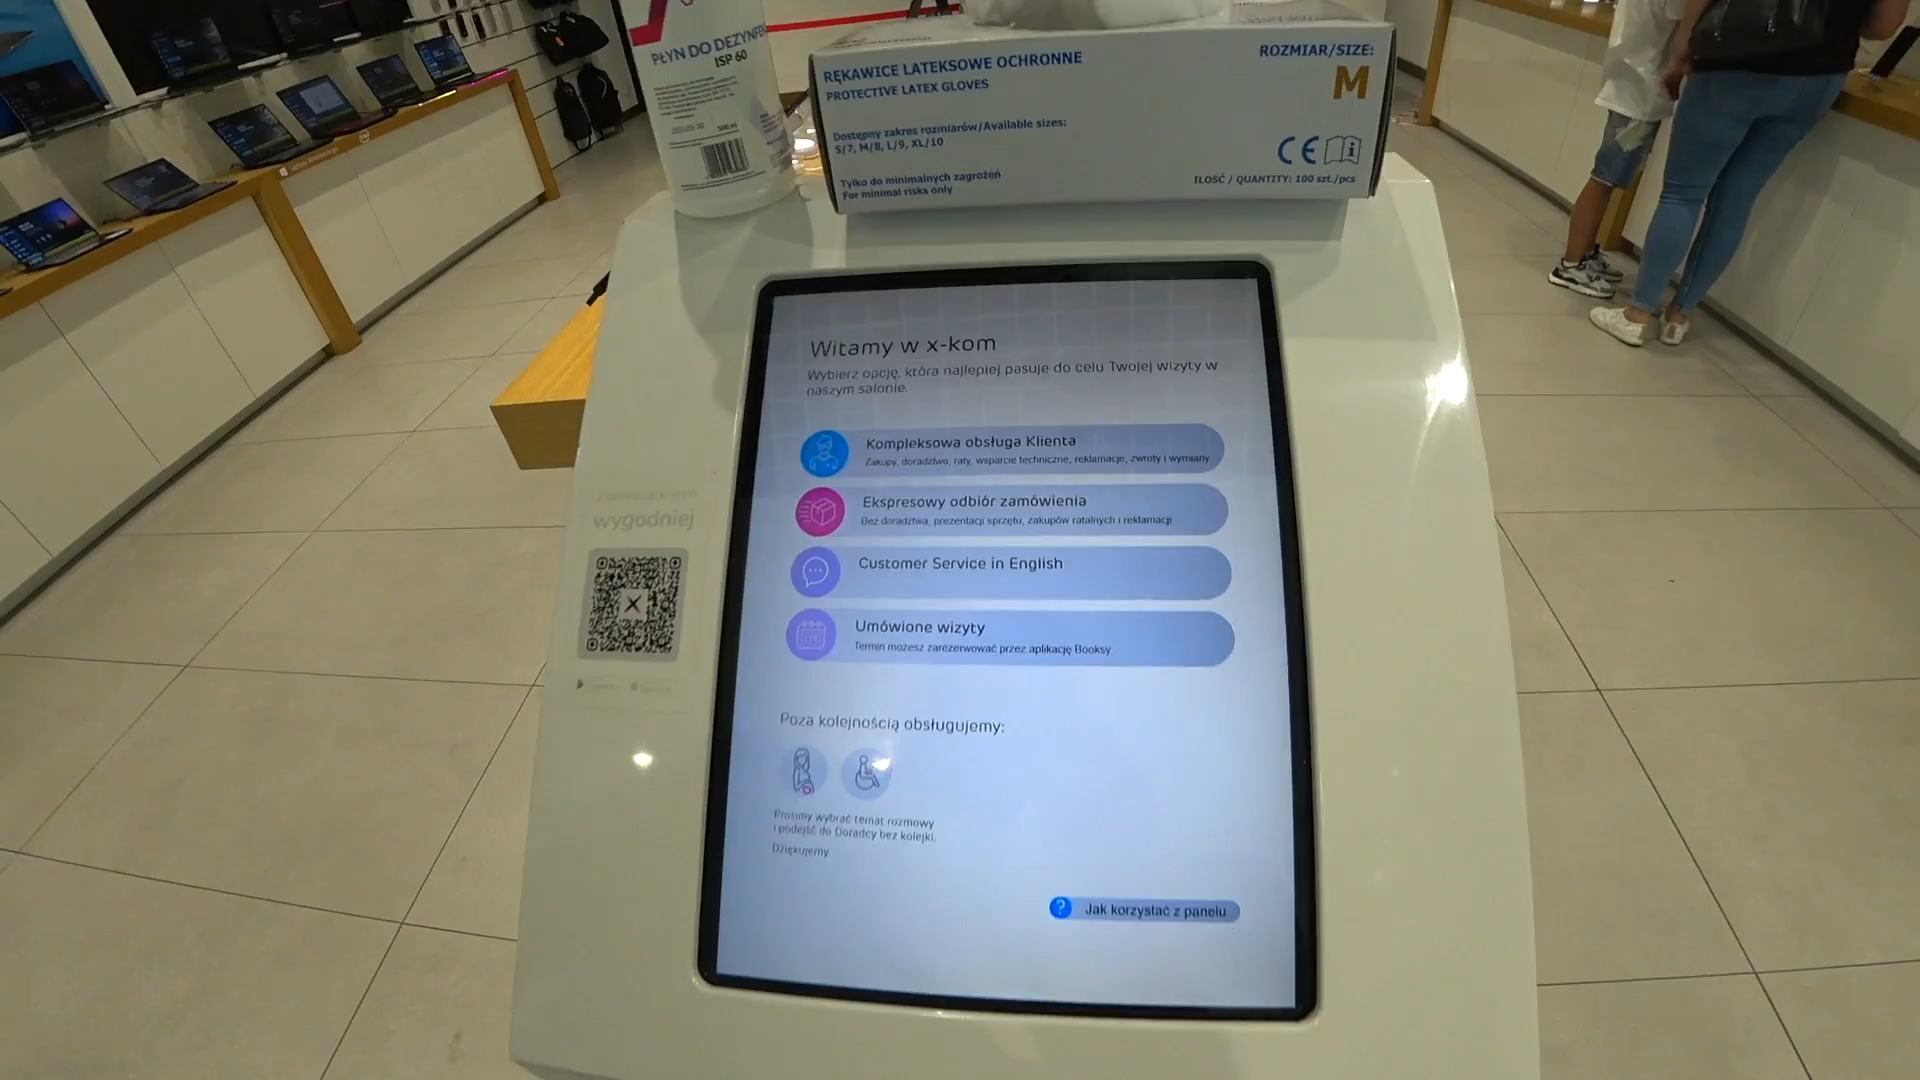 PŁYN DO DEZYNFE
ISP 60
500 ml
RĘKAWICE LATEKSOWE OCHRONNE
PROTECTIVE LATEX GLOVES
Dostępny zakres rozmiarów/Available sizes:
S/7, M/8, L/9, XL/10
Tylko do minimalnych zagrożeń
For minimal risks only
ROZMIAR/SIZE:
M
CE
ILOŚĆ / QUANTITY: 100 szt./pcs
Witamy w x-kom
Wybierz opcję, która najlepiej pasuje do celu Twojej wizyty w
naszym salonie.
Kompleksowa obsługa Klienta
Zakupy, doradztwo, raty, wsparcie techniczne, reklamacje, zwroty i wymiany
Ekspresowy odbiór zamówienia
Bez doradztwa, prezentacji sprzętu, zakupów ratalnych i reklamacji
Customer Service in English
Umówione wizyty
Termin możesz zarezerwować przez aplikację Booksy
Poza kolejnością obsługujemy:
Prosimy wybrać temat rozmowy
i podejść do Doradcy bez kolejki.
Dziękujemy
? Jak korzystać z panelu
wygodniej
X